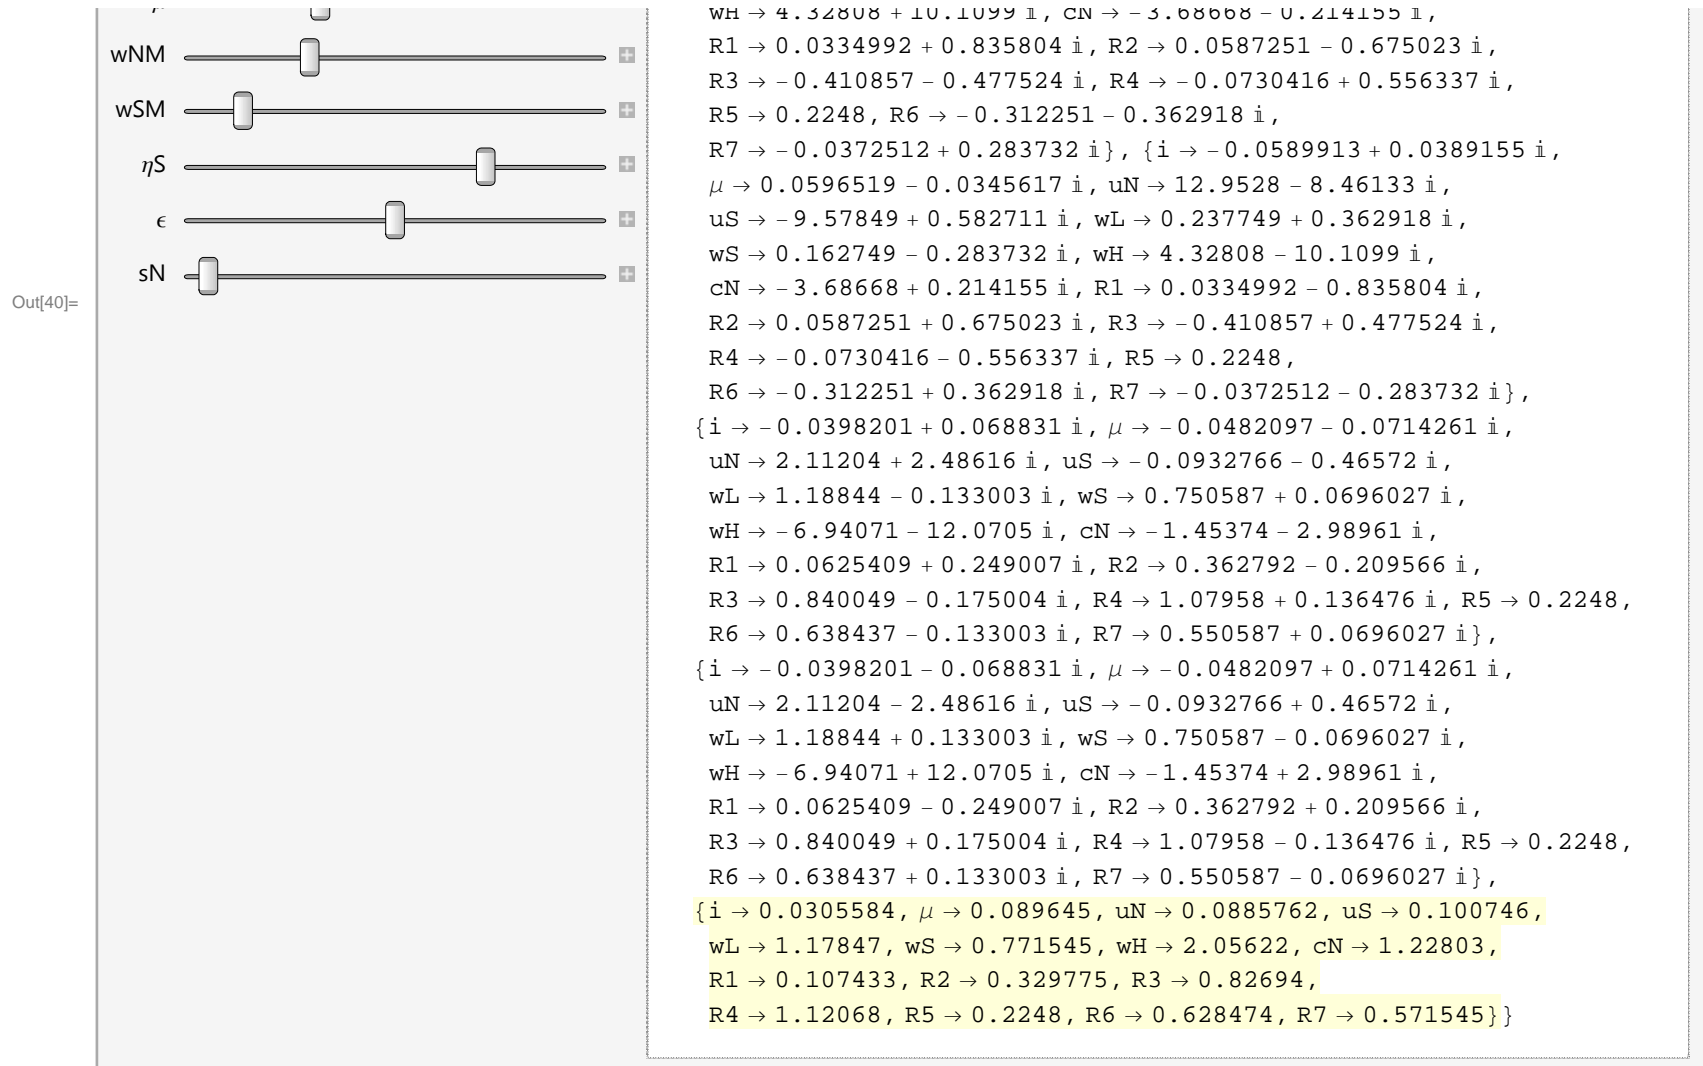 wNM
wSM
ηS
ϵ
sN
Out[40]=
wH → 4.32808 + 10.1099 ⅈ, cN → -3.68668 - 0.214155 ⅈ,
R1 → 0.0334992 + 0.835804 ⅈ, R2 → 0.0587251 - 0.675023 ⅈ,
R3 → -0.410857 - 0.477524 ⅈ, R4 → -0.0730416 + 0.556337 ⅈ,
R5 → 0.2248, R6 → -0.312251 - 0.362918 ⅈ,
R7 → -0.0372512 + 0.283732 ⅈ}, {i → -0.0589913 + 0.0389155 ⅈ,
μ → 0.0596519 - 0.0345617 ⅈ, uN → 12.9528 - 8.46133 ⅈ,
uS → -9.57849 + 0.582711 ⅈ, wL → 0.237749 + 0.362918 ⅈ,
wS → 0.162749 - 0.283732 ⅈ, wH → 4.32808 - 10.1099 ⅈ,
cN → -3.68668 + 0.214155 ⅈ, R1 → 0.0334992 - 0.835804 ⅈ,
R2 → 0.0587251 + 0.675023 ⅈ, R3 → -0.410857 + 0.477524 ⅈ,
R4 → -0.0730416 - 0.556337 ⅈ, R5 → 0.2248,
R6 → -0.312251 + 0.362918 ⅈ, R7 → -0.0372512 - 0.283732 ⅈ},
{i → -0.0398201 + 0.068831 ⅈ, μ → -0.0482097 - 0.0714261 ⅈ,
uN → 2.11204 + 2.48616 ⅈ, uS → -0.0932766 - 0.46572 ⅈ,
wL → 1.18844 - 0.133003 ⅈ, wS → 0.750587 + 0.0696027 ⅈ,
wH → -6.94071 - 12.0705 ⅈ, cN → -1.45374 - 2.98961 ⅈ,
R1 → 0.0625409 + 0.249007 ⅈ, R2 → 0.362792 - 0.209566 ⅈ,
R3 → 0.840049 - 0.175004 ⅈ, R4 → 1.07958 + 0.136476 ⅈ, R5 → 0.2248,
R6 → 0.638437 - 0.133003 ⅈ, R7 → 0.550587 + 0.0696027 ⅈ},
{i → -0.0398201 - 0.068831 ⅈ, μ → -0.0482097 + 0.0714261 ⅈ,
uN → 2.11204 - 2.48616 ⅈ, uS → -0.0932766 + 0.46572 ⅈ,
wL → 1.18844 + 0.133003 ⅈ, wS → 0.750587 - 0.0696027 ⅈ,
wH → -6.94071 + 12.0705 ⅈ, cN → -1.45374 + 2.98961 ⅈ,
R1 → 0.0625409 - 0.249007 ⅈ, R2 → 0.362792 + 0.209566 ⅈ,
R3 → 0.840049 + 0.175004 ⅈ, R4 → 1.07958 - 0.136476 ⅈ, R5 → 0.2248,
R6 → 0.638437 + 0.133003 ⅈ, R7 → 0.550587 - 0.0696027 ⅈ},
{i → 0.0305584, μ → 0.089645, uN → 0.0885762, uS → 0.100746,
wL → 1.17847, wS → 0.771545, wH → 2.05622, cN → 1.22803,
R1 → 0.107433, R2 → 0.329775, R3 → 0.82694,
R4 → 1.12068, R5 → 0.2248, R6 → 0.628474, R7 → 0.571545}}